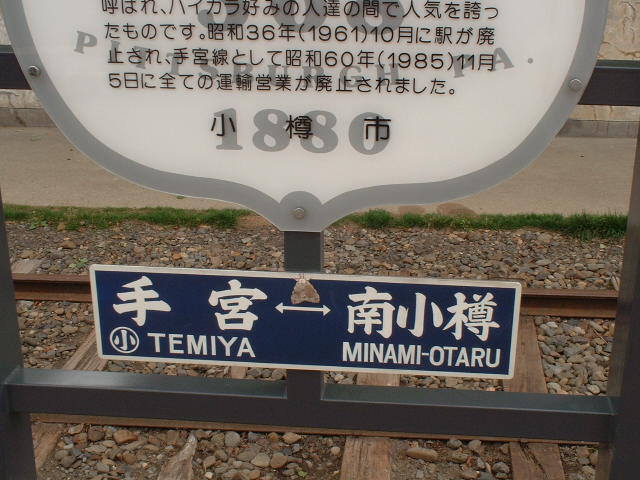 呼ばれ、ハイカラ好みの人達の間で人気を誇っ
たものです。昭和36年(1961)10月に駅が廃
止され、手宮線として昭和60年(1985)11月
5日に全ての運輸営業が廃止されました。
PITTSBURGH PA.
小樽市
1880
手宮 ↔ 南小樽
小 TEMIYA MINAMI-OTARU